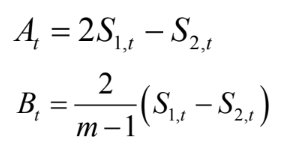 A_t = 2S_{1,t} − S_{2,t}
B_t = \frac{2}{m−1}(S_{1,t} − S_{2,t})